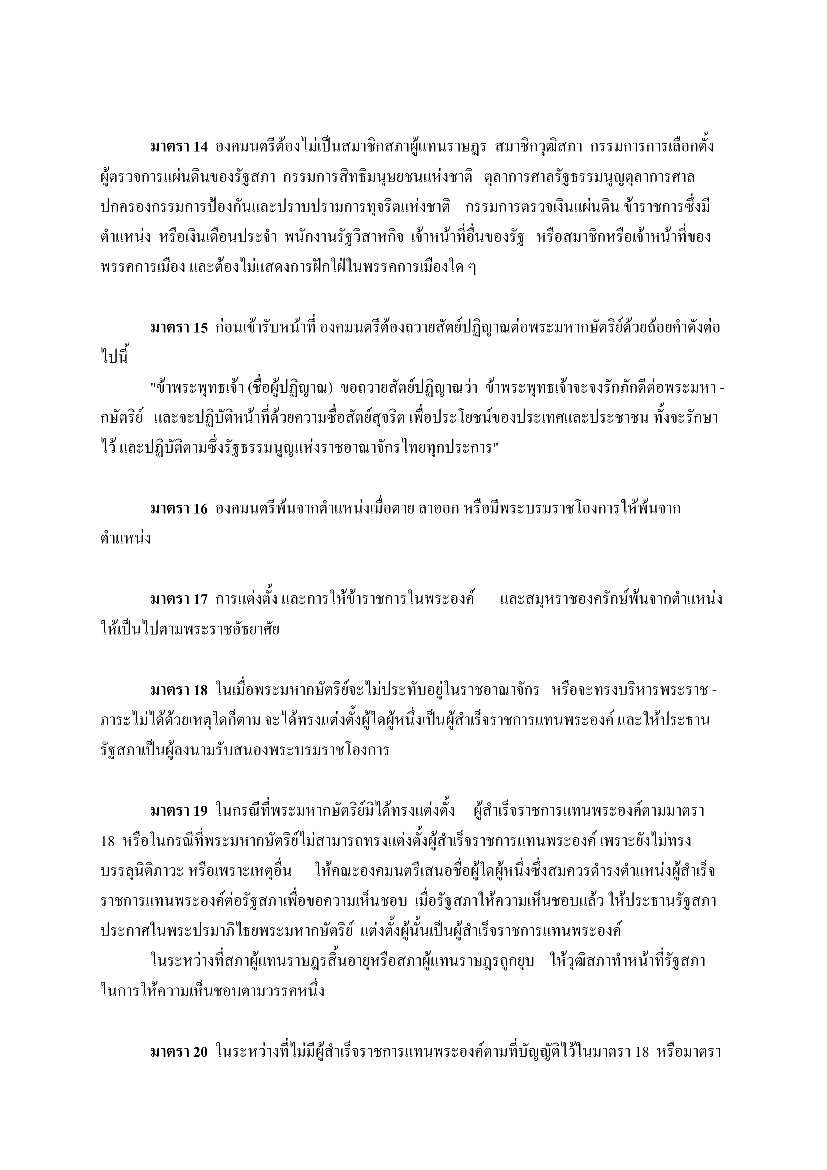 มาตรา 14 องคมนตรีต้องไม่เป็นสมาชิกสภาผู้แทนราษฎร สมาชิกวุฒิสภา กรรมการการเลือกตั้ง
ผู้ตรวจการแผ่นดินของรัฐสภา กรรมการสิทธิมนุษยชนแห่งชาติ ตุลาการศาลรัฐธรรมนูญตุลาการศาล
ปกครองกรรมการป้องกันและปราบปรามการทุจริตแห่งชาติ กรรมการตรวจเงินแผ่นดิน ข้าราชการซึ่งมี
ตำแหน่ง หรือเงินเดือนประจำ พนักงานรัฐวิสาหกิจ เจ้าหน้าที่อื่นของรัฐ หรือสมาชิกหรือเจ้าหน้าที่ของ
พรรคการเมือง และต้องไม่แสดงการฝักใฝ่ในพรรคการเมืองใด ๆ
มาตรา 15 ก่อนเข้ารับหน้าที่ องคมนตรีต้องถวายสัตย์ปฏิญาณต่อพระมหากษัตริย์ด้วยถ้อยคำดังต่อ
ไปนี้
"ข้าพระพุทธเจ้า (ชื่อผู้ปฏิญาณ) ขอถวายสัตย์ปฏิญาณว่า ข้าพระพุทธเจ้าจะจงรักภักดีต่อพระมหา -
กษัตริย์ และจะปฏิบัติหน้าที่ด้วยความซื่อสัตย์สุจริต เพื่อประโยชน์ของประเทศและประชาชน ทั้งจะรักษา
ไว้ และปฏิบัติตามซึ่งรัฐธรรมนูญแห่งราชอาณาจักรไทยทุกประการ"
มาตรา 16 องคมนตรีพ้นจากตำแหน่งเมื่อตาย ลาออก หรือมีพระบรมราชโองการให้พ้นจาก
ตำแหน่ง
มาตรา 17 การแต่งตั้ง และการให้ข้าราชการในพระองค์ และสมุหราชองครักษ์พ้นจากตำแหน่ง
ให้เป็นไปตามพระราชอัธยาศัย
มาตรา 18 ในเมื่อพระมหากษัตริย์จะไม่ประทับอยู่ในราชอาณาจักร หรือจะทรงบริหารพระราช -
ภาระไม่ได้ด้วยเหตุใดก็ตาม จะได้ทรงแต่งตั้งผู้ใดผู้หนึ่งเป็นผู้สำเร็จราชการแทนพระองค์ และให้ประธาน
รัฐสภาเป็นผู้ลงนามรับสนองพระบรมราชโองการ
มาตรา 19 ในกรณีที่พระมหากษัตริย์มิได้ทรงแต่งตั้ง ผู้สำเร็จราชการแทนพระองค์ตามมาตรา
18 หรือในกรณีที่พระมหากษัตริย์ไม่สามารถทรงแต่งตั้งผู้สำเร็จราชการแทนพระองค์ เพราะยังไม่ทรง
บรรลุนิติภาวะ หรือเพราะเหตุอื่น ให้คณะองคมนตรีเสนอชื่อผู้ใดผู้หนึ่งซึ่งสมควรดำรงตำแหน่งผู้สำเร็จ
ราชการแทนพระองค์ต่อรัฐสภาเพื่อขอความเห็นชอบ เมื่อรัฐสภาให้ความเห็นชอบแล้ว ให้ประธานรัฐสภา
ประกาศในพระปรมาภิไธยพระมหากษัตริย์ แต่งตั้งผู้นั้นเป็นผู้สำเร็จราชการแทนพระองค์
ในระหว่างที่สภาผู้แทนราษฎรสิ้นอายุหรือสภาผู้แทนราษฎรถูกยุบ ให้วุฒิสภาทำหน้าที่รัฐสภา
ในการให้ความเห็นชอบตามวรรคหนึ่ง
มาตรา 20 ในระหว่างที่ไม่มีผู้สำเร็จราชการแทนพระองค์ตามที่บัญญัติไว้ในมาตรา 18 หรือมาตรา